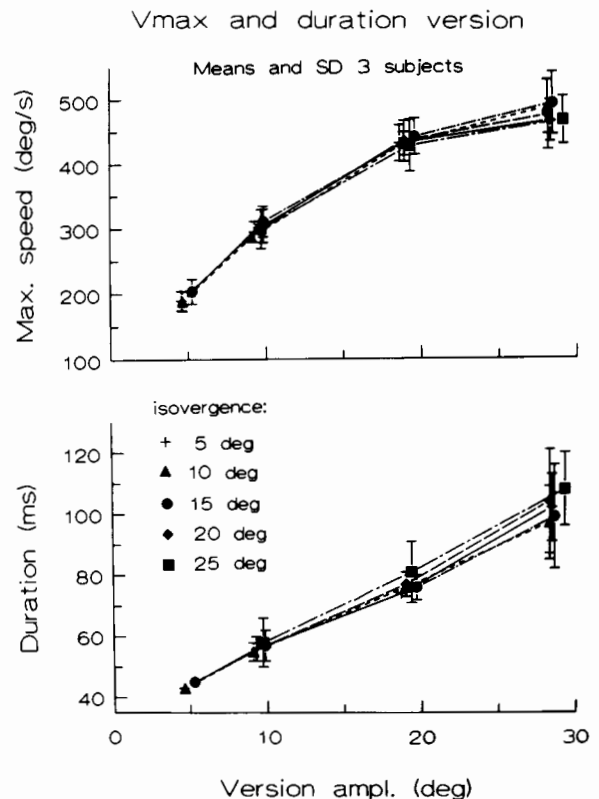 Vmax and duration version
Means and SD 3 subjects
Max. speed (deg/s)
500
400
300
200
100
isovergence:
5 deg
10 deg
15 deg
20 deg
25 deg
Duration (ms)
120
100
80
60
40
0 10 20 30
Version ampl. (deg)